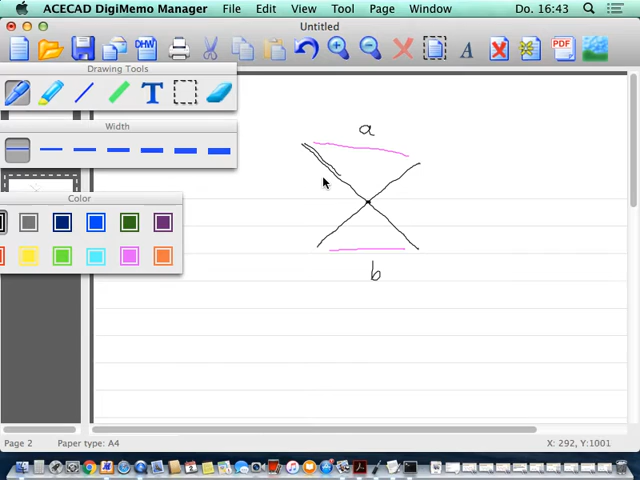 ACECAD DigiMemo Manager File Edit View Tool Page Window Do. 16:43
Untitled
DHW PDF
A
Drawing Tools
T
Width
Color
a
b
Page 2 Paper type: A4 X: 292, Y:1001